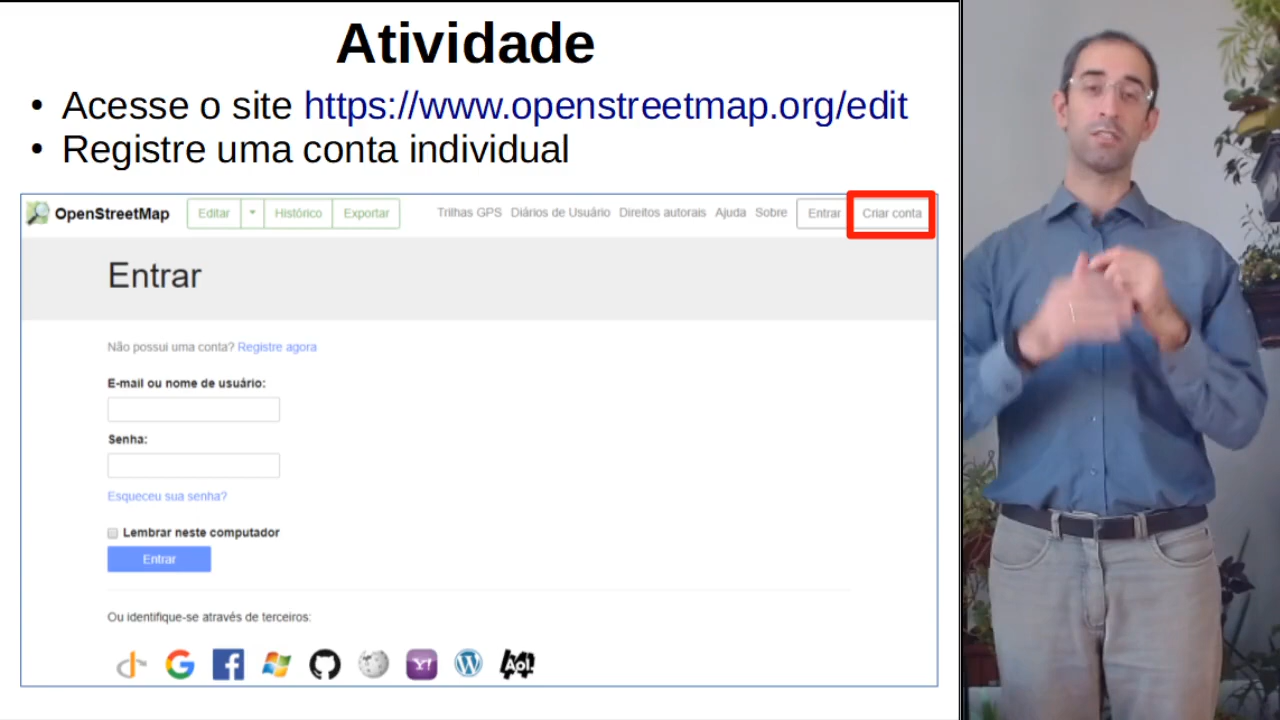 Atividade
• Acesse o site https://www.openstreetmap.org/edit
• Registre uma conta individual
OpenStreetMap Editar Histórico Exportar Trilhas GPS Diários de Usuário Direitos autorais Ajuda Sobre Entrar Criar conta
Entrar
Não possui uma conta? Registre agora
E-mail ou nome de usuário:
Senha:
Esqueceu sua senha?
Lembrar neste computador
Entrar
Ou identifique-se através de terceiros:
Y! Aol.